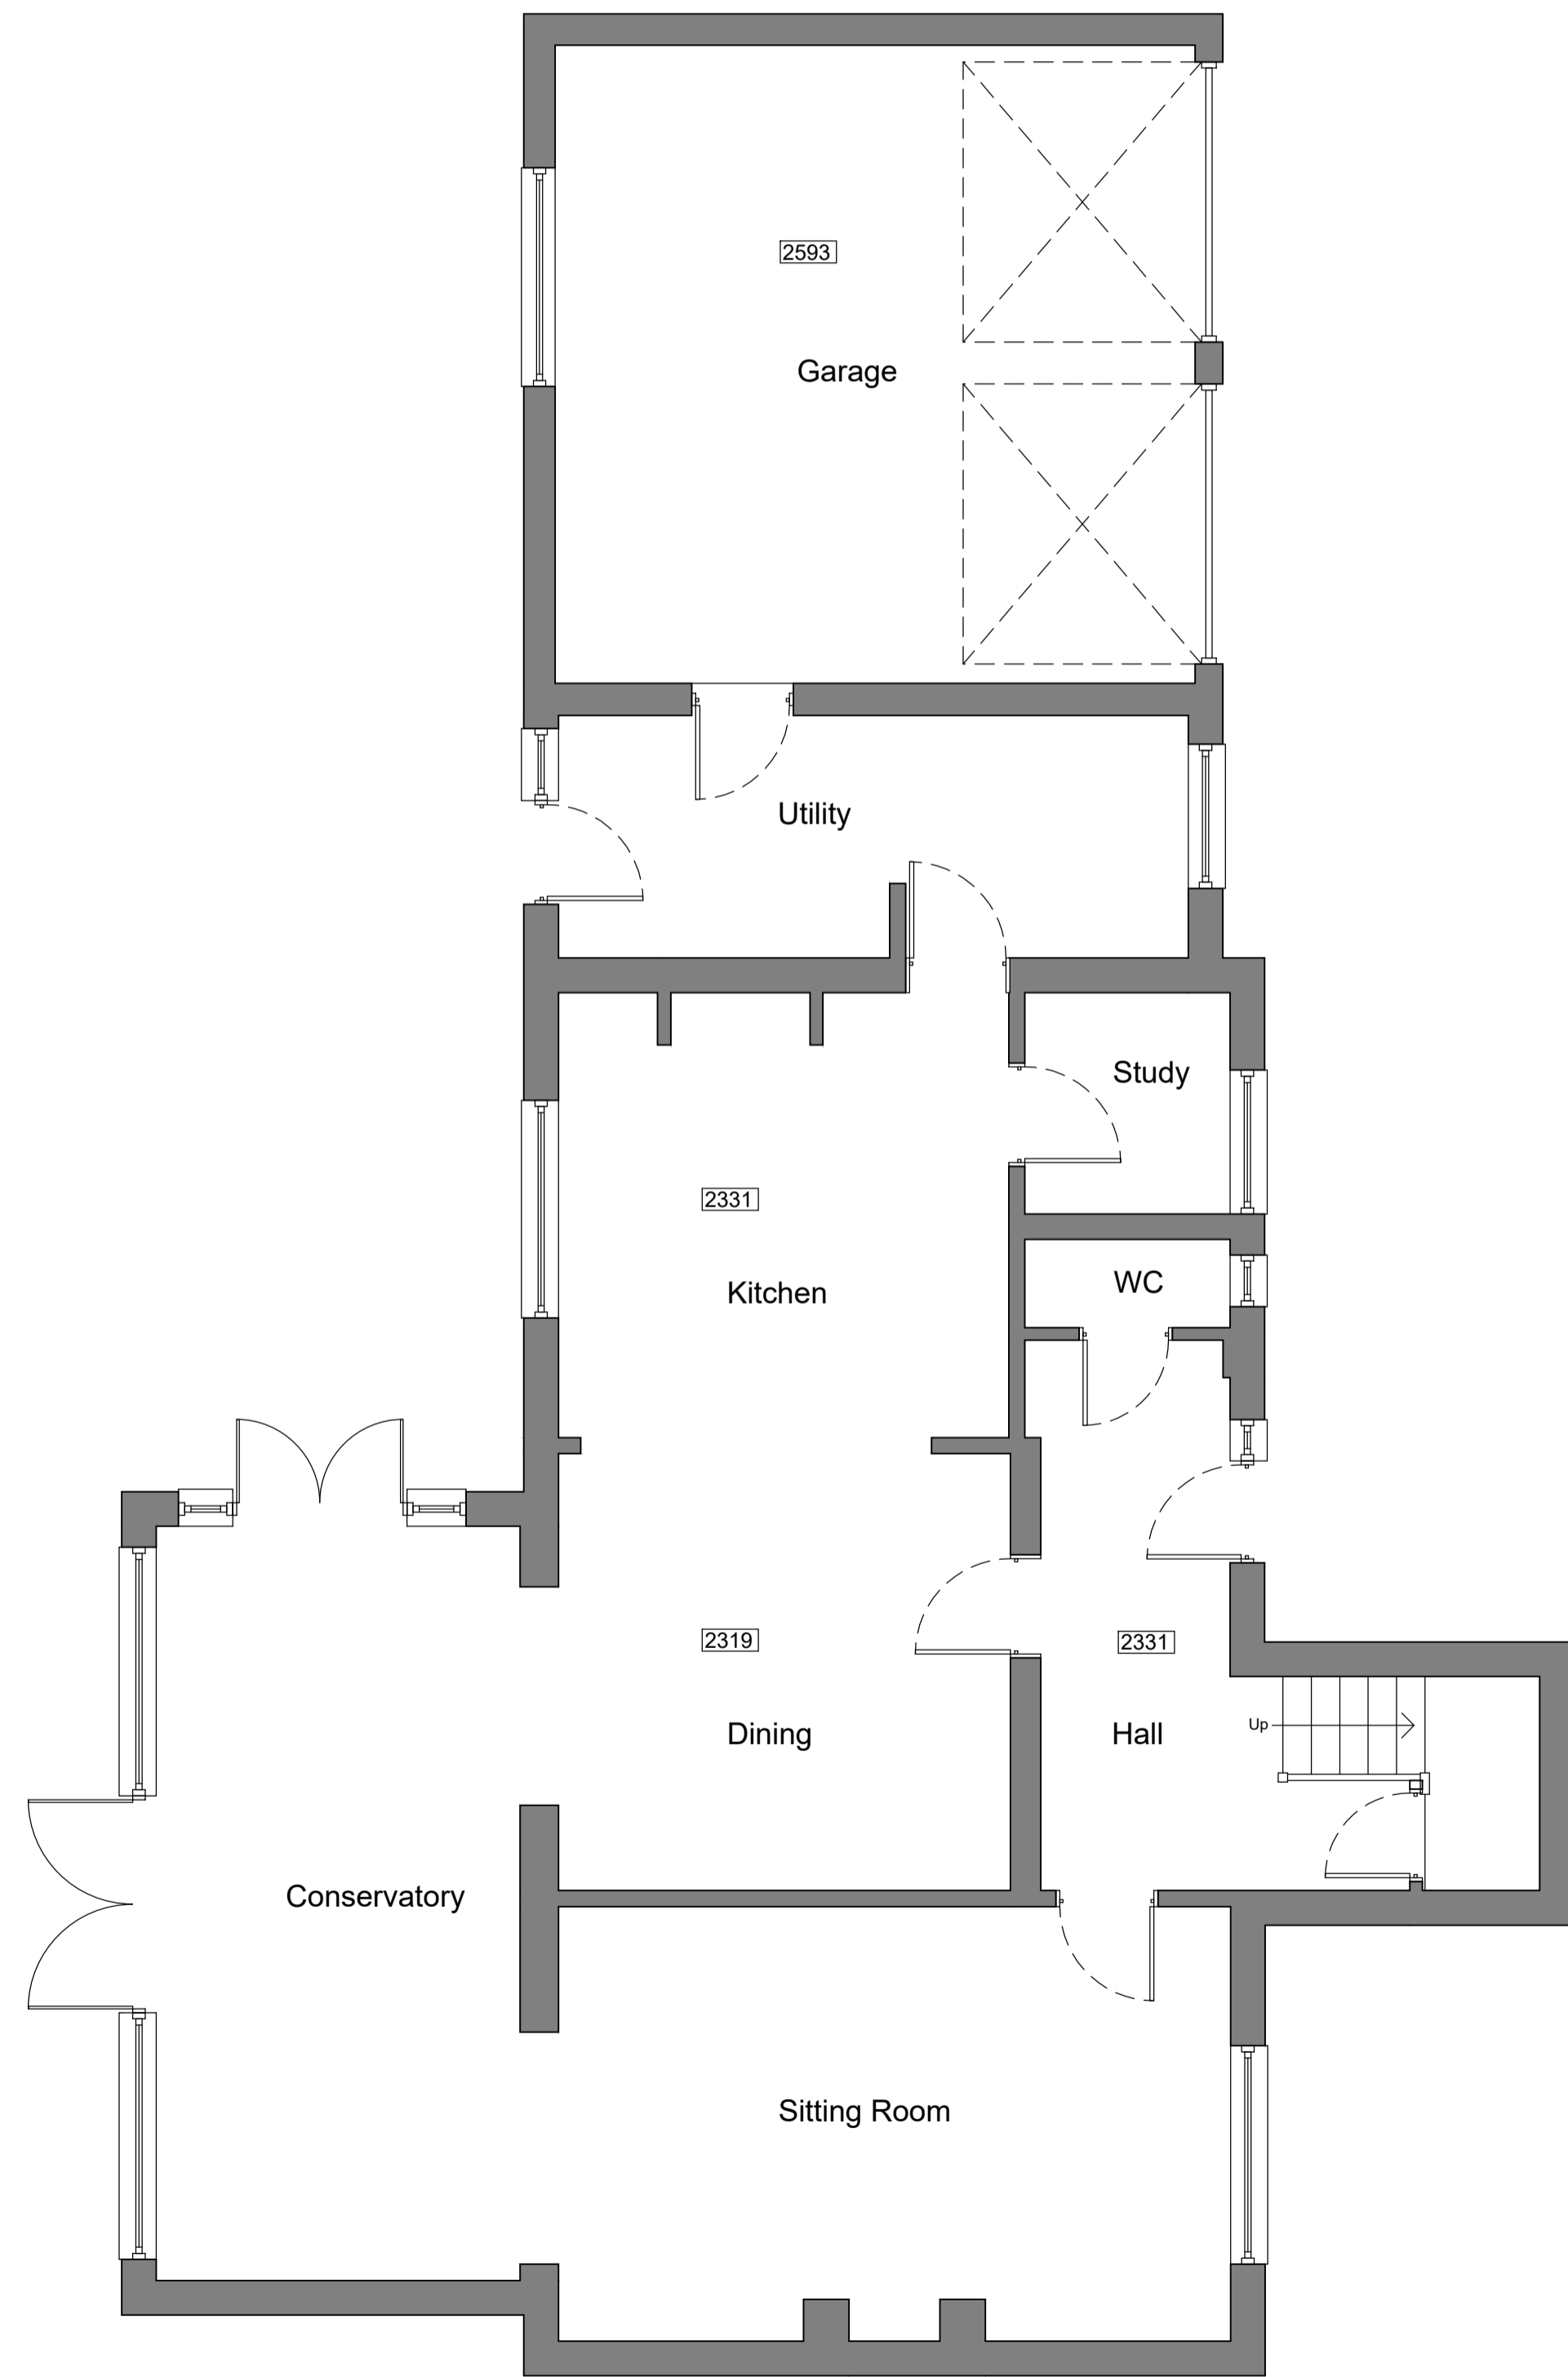 2593
Garage
Utility
Study
2331
WC
Kitchen
2319
2331
Up
Dining
Hall
Conservatory
Sitting Room